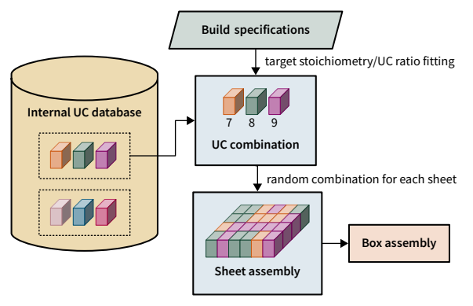 Build specifications
target stoichiometry/UC ratio fitting
Internal UC database
7 8 9
UC combination
random combination for each sheet
Sheet assembly
Box assembly